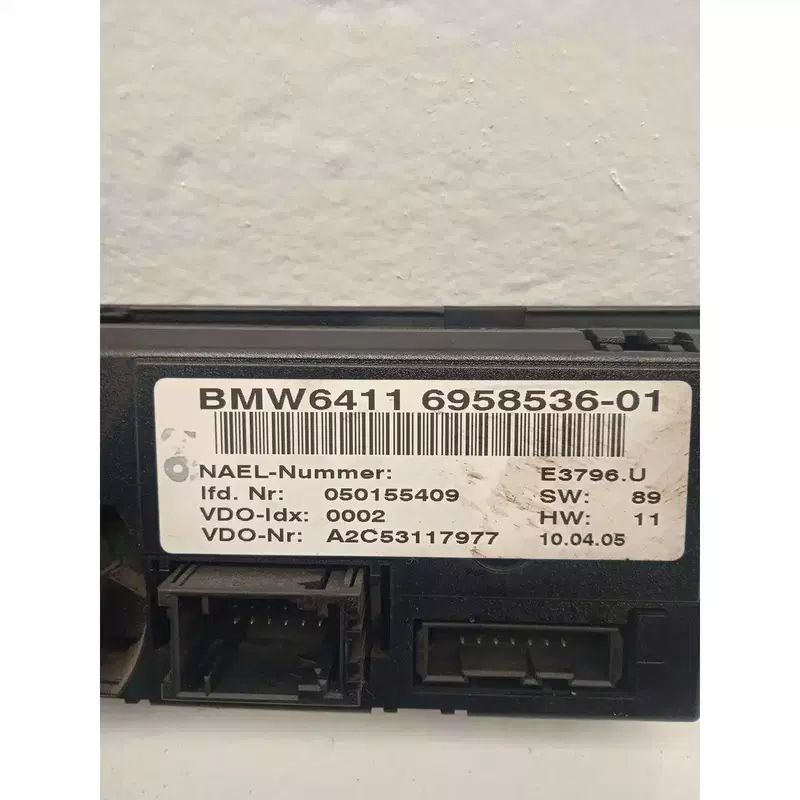 BMW6411 6958536-01
NAEL-Nummer: E3796.U
lfd. Nr: 050155409 SW: 89
VDO-Idx: 0002 HW: 11
VDO-Nr: A2C53117977 10.04.05